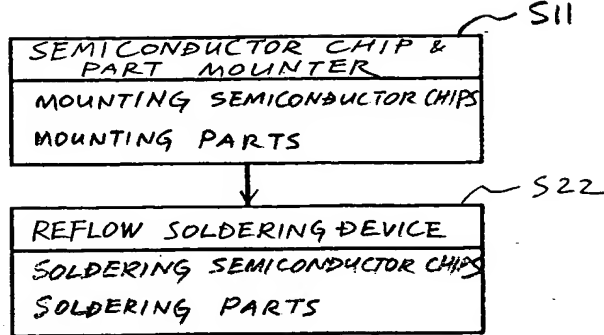 S11
SEMICONDUCTOR CHIP &
PART MOUNTER
MOUNTING SEMICONDUCTOR CHIPS
MOUNTING PARTS
S22
REFLOW SOLDERING DEVICE
SOLDERING SEMICONDUCTOR CHIPS
SOLDERING PARTS